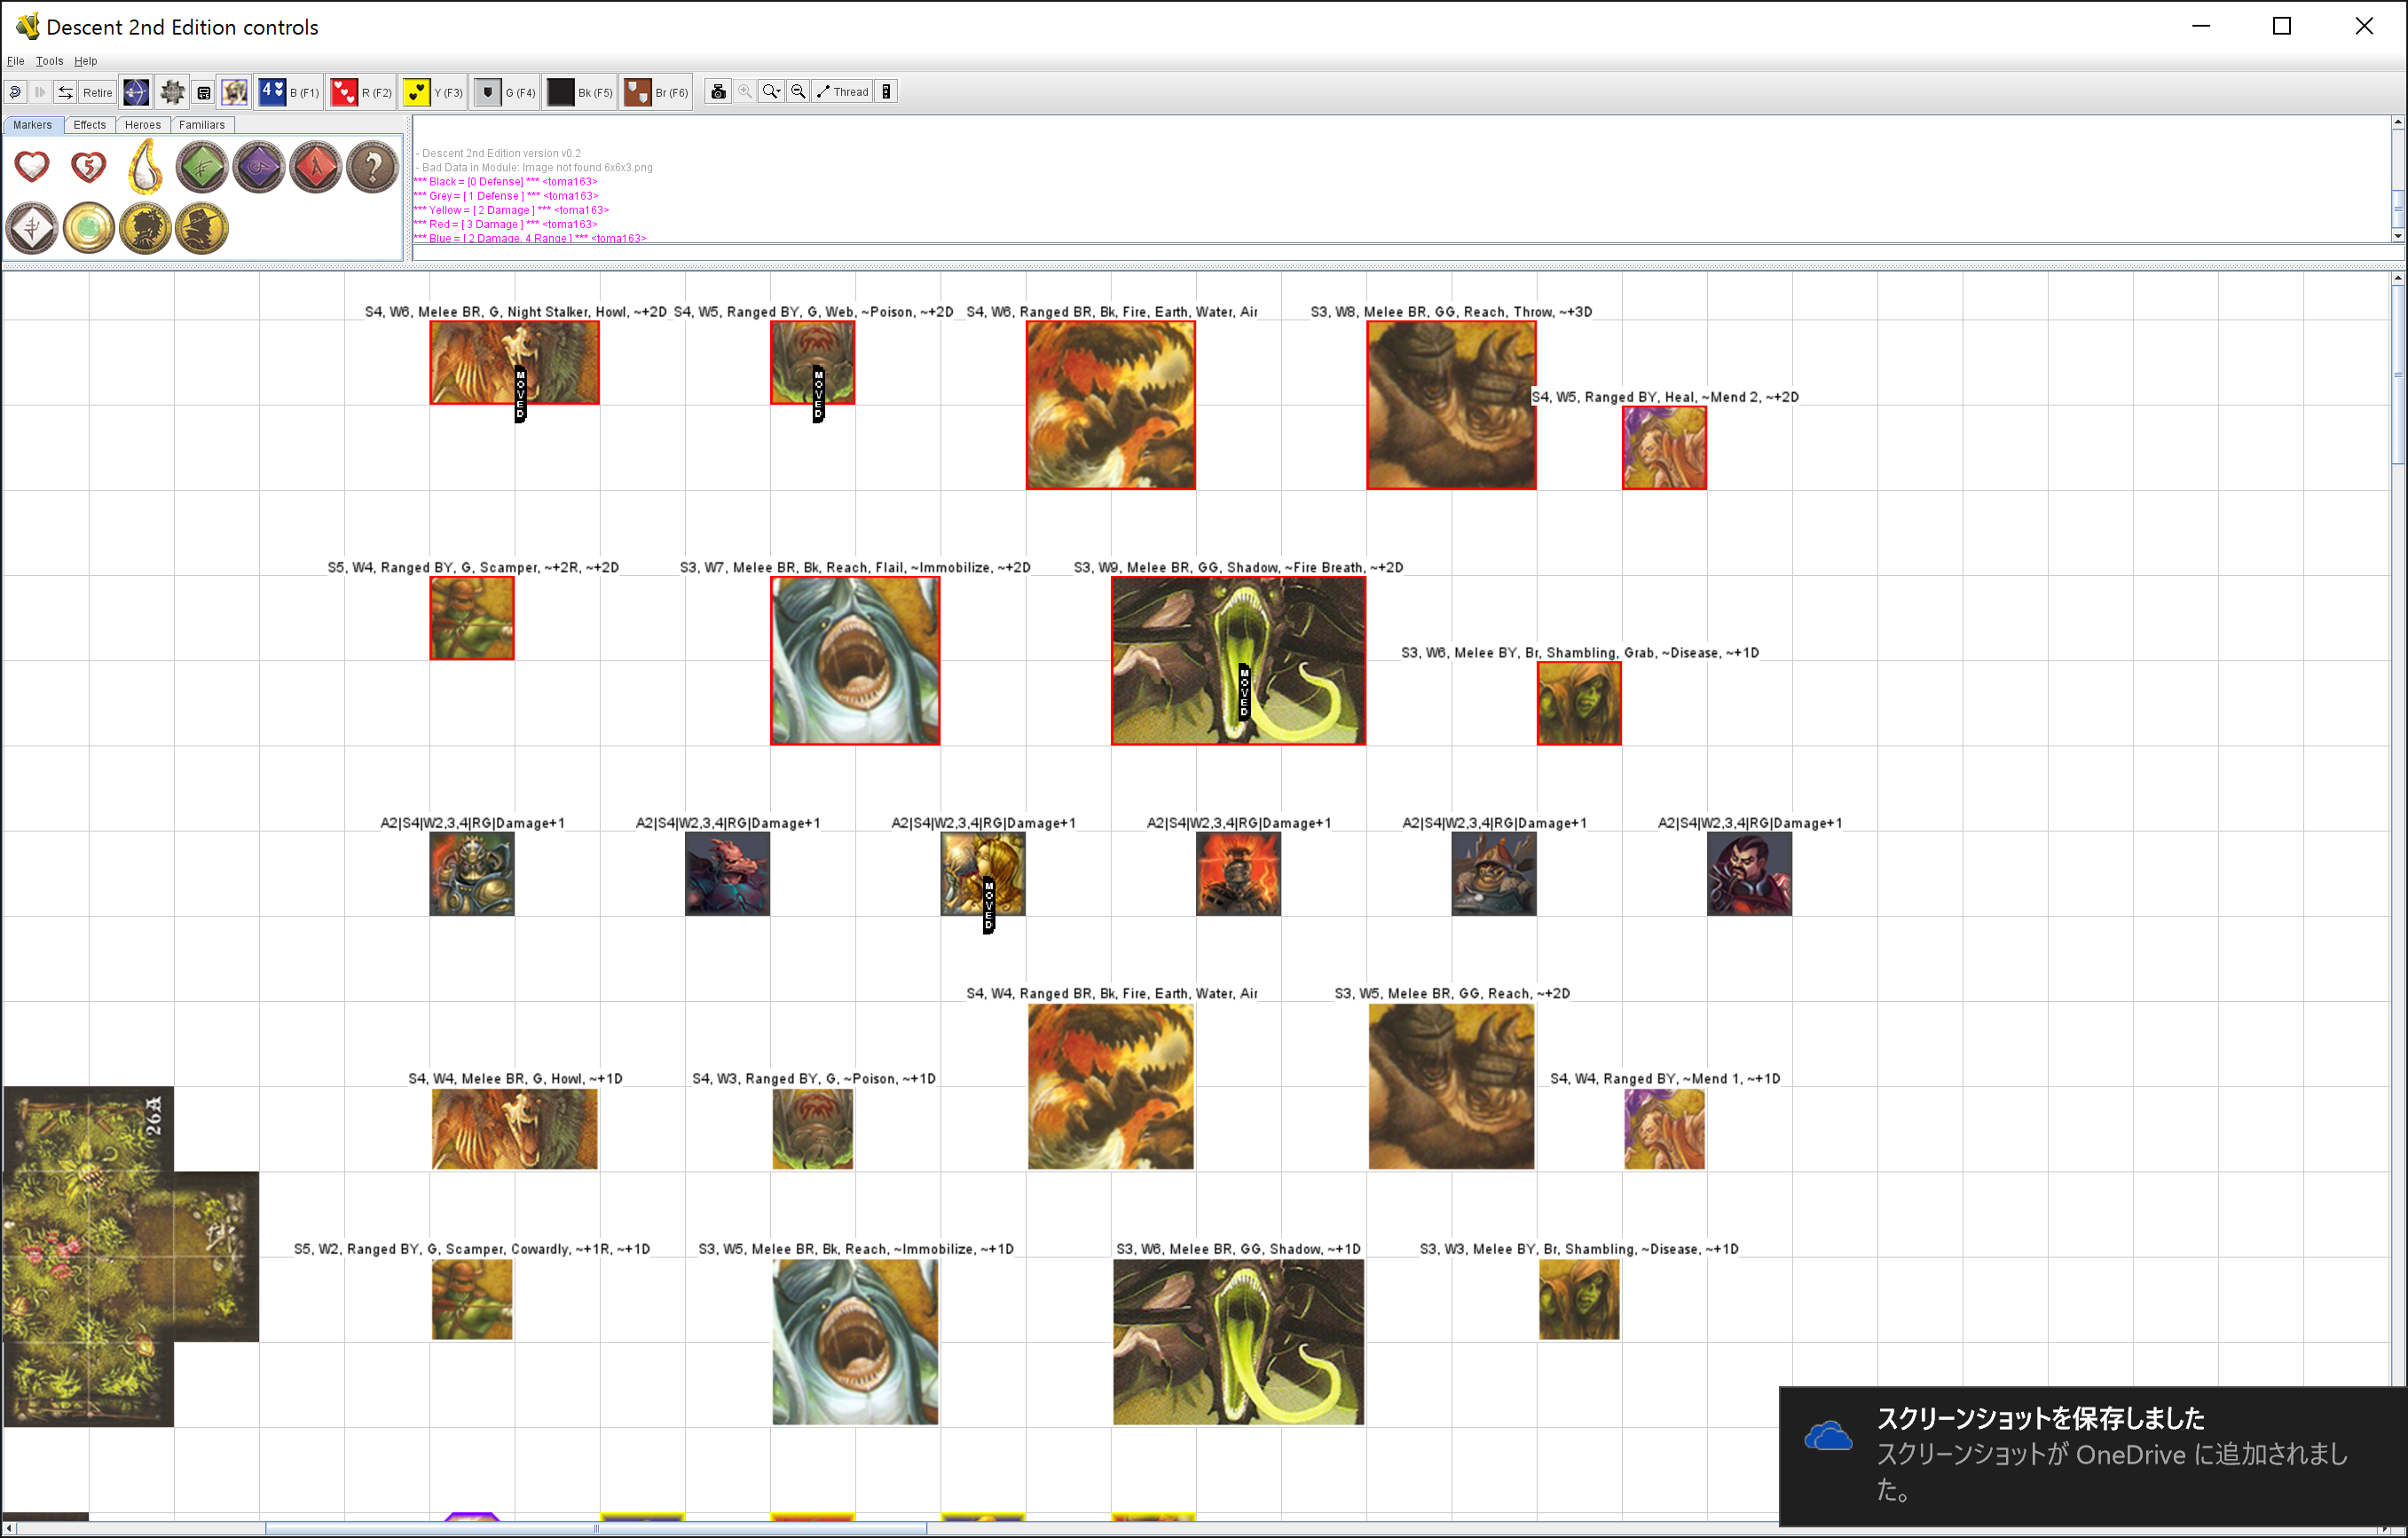 Descent 2nd Edition controls
File Tools Help
Retire 4 B (F1) R (F2) Y (F3) G (F4) Bk (F5) Br (F6) Thread
Markers Effects Heroes Familiars
5 ?
- Descent 2nd Edition version v0.2
- Bad Data in Module: Image not found 6x6x3.png
*** Black = [0 Defense] *** <toma163>
*** Grey = [ 1 Defense ] *** <toma163>
*** Yellow = [ 2 Damage ] *** <toma163>
*** Red = [ 3 Damage ] *** <toma163>
*** Blue = [ 2 Damage, 4 Range ] *** <toma163>
S4, W6, Melee BR, G, Night Stalker, Howl, ~+2D
S4, W5, Ranged BY, G, Web, ~Poison, ~+2D
S4, W6, Ranged BR, Bk, Fire, Earth, Water, Air
S3, W8, Melee BR, GG, Reach, Throw, ~+3D
MOVED
MOVED
S4, W5, Ranged BY, Heal, ~Mend 2, ~+2D
S5, W4, Ranged BY, G, Scamper, ~+2R, ~+2D
S3, W7, Melee BR, Bk, Reach, Flail, ~Immobilize, ~+2D
S3, W9, Melee BR, GG, Shadow, ~Fire Breath, ~+2D
MOVED
S3, W6, Melee BY, Br, Shambling, Grab, ~Disease, ~+1D
A2|S4|W2,3,4|RG|Damage+1
A2|S4|W2,3,4|RG|Damage+1
A2|S4|W2,3,4|RG|Damage+1
A2|S4|W2,3,4|RG|Damage+1
A2|S4|W2,3,4|RG|Damage+1
A2|S4|W2,3,4|RG|Damage+1
MOVED
S4, W4, Ranged BR, Bk, Fire, Earth, Water, Air
S3, W5, Melee BR, GG, Reach, ~+2D
S4, W4, Melee BR, G, Howl, ~+1D
S4, W3, Ranged BY, G, ~Poison, ~+1D
S4, W4, Ranged BY, ~Mend 1, ~+1D
26A
S5, W2, Ranged BY, G, Scamper, Cowardly, ~+1R, ~+1D
S3, W5, Melee BR, Bk, Reach, ~Immobilize, ~+1D
S3, W6, Melee BR, GG, Shadow, ~+1D
S3, W3, Melee BY, Br, Shambling, ~Disease, ~+1D
スクリーンショットを保存しました
スクリーンショットが OneDrive に追加されまし
た。